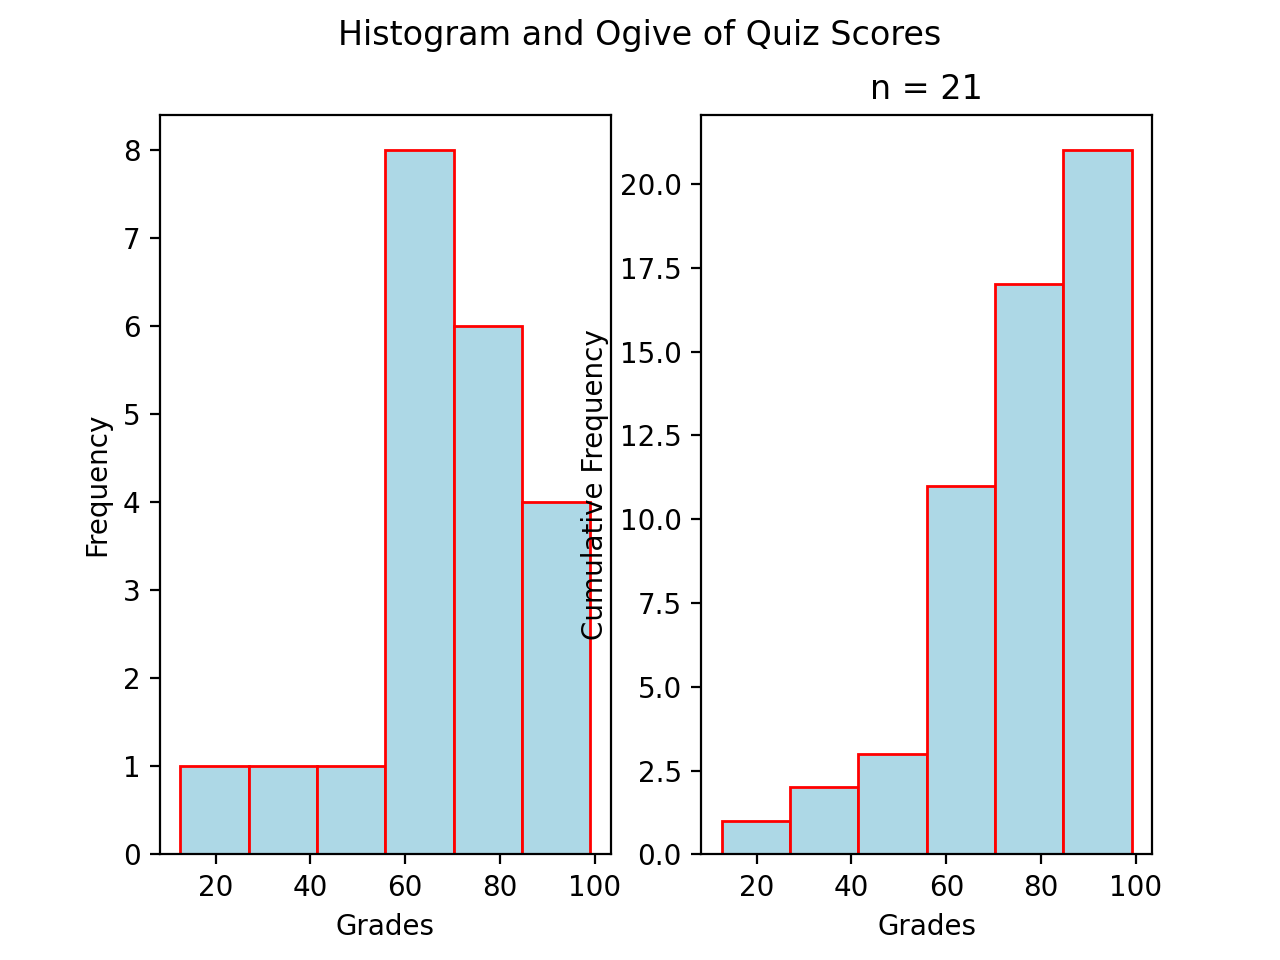 Histogram and Ogive of Quiz Scores
8
7
6
5
4
3
2
1
0
Frequency
20 40 60 80 100
Grades
n = 21
20.0
17.5
15.0
12.5
10.0
7.5
5.0
2.5
0.0
Cumulative Frequency
20 40 60 80 100
Grades